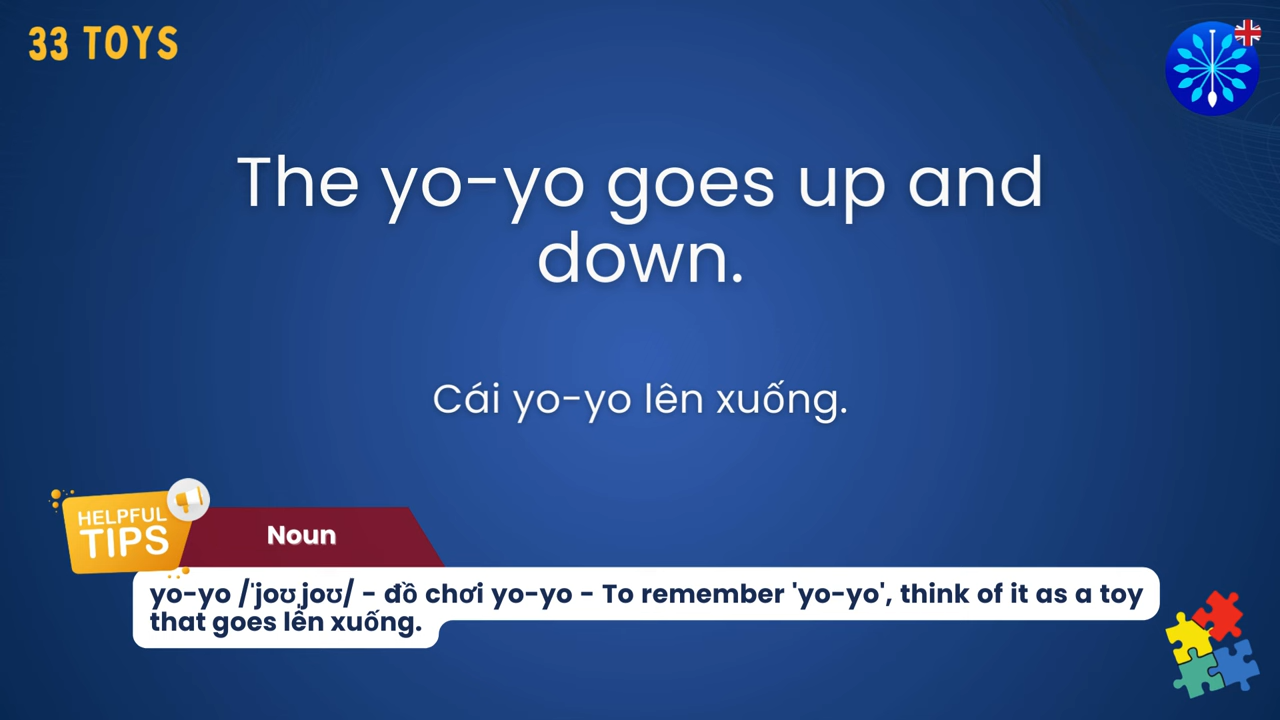 33 TOYS
The yo-yo goes up and
down.
Cái yo-yo lên xuống.
HELPFUL
TIPS
Noun
yo-yo /ˈjoʊˌjoʊ/ - đồ chơi yo-yo - To remember 'yo-yo', think of it as a toy
that goes lên xuống.